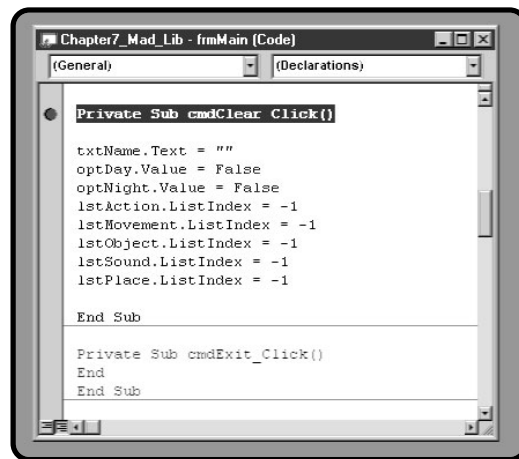 Chapter7_Mad_Lib - frmMain (Code)
(General) (Declarations)
Private Sub cmdClear Click()
txtName.Text = ""
optDay.Value = False
optNight.Value = False
lstAction.ListIndex = -1
lstMovement.ListIndex = -1
lstObject.ListIndex = -1
lstSound.ListIndex = -1
lstPlace.ListIndex = -1
End Sub
Private Sub cmdExit_Click()
End
End Sub